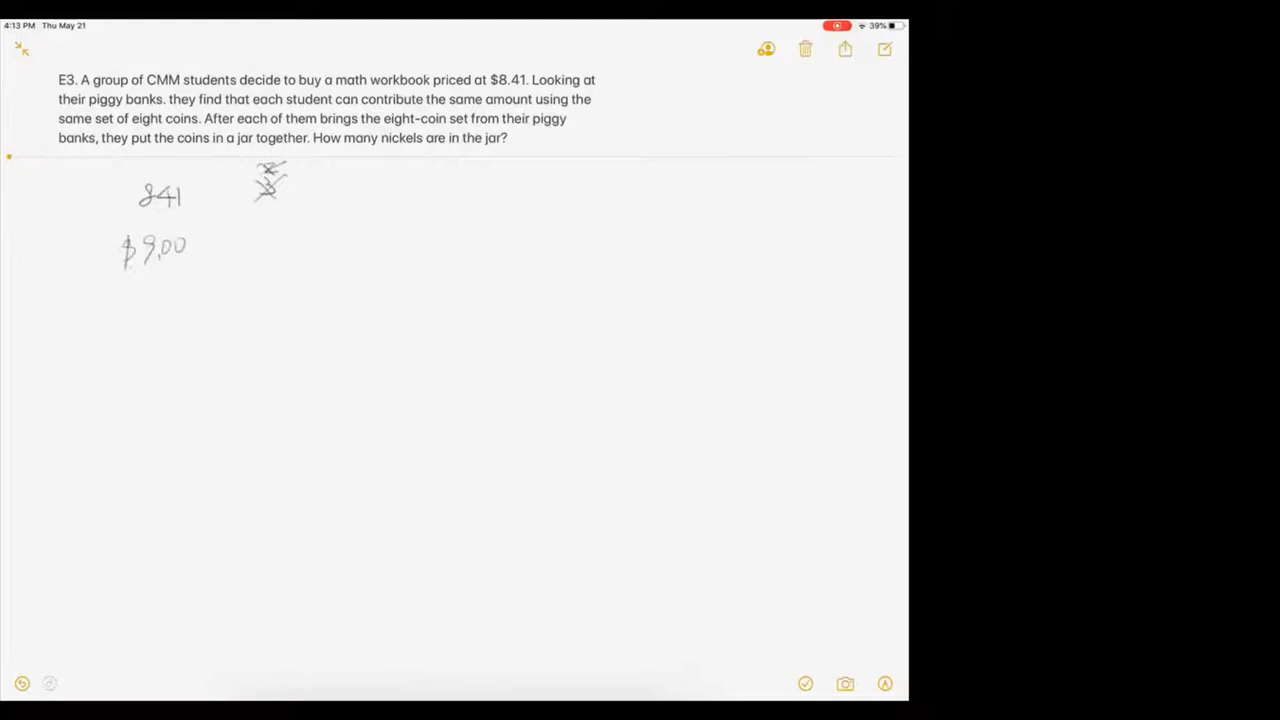 4:13 PM Thu May 21
39%
E3. A group of CMM students decide to buy a math workbook priced at $8.41. Looking at
their piggy banks. they find that each student can contribute the same amount using the
same set of eight coins. After each of them brings the eight-coin set from their piggy
banks, they put the coins in a jar together. How many nickels are in the jar?
841
$9.00